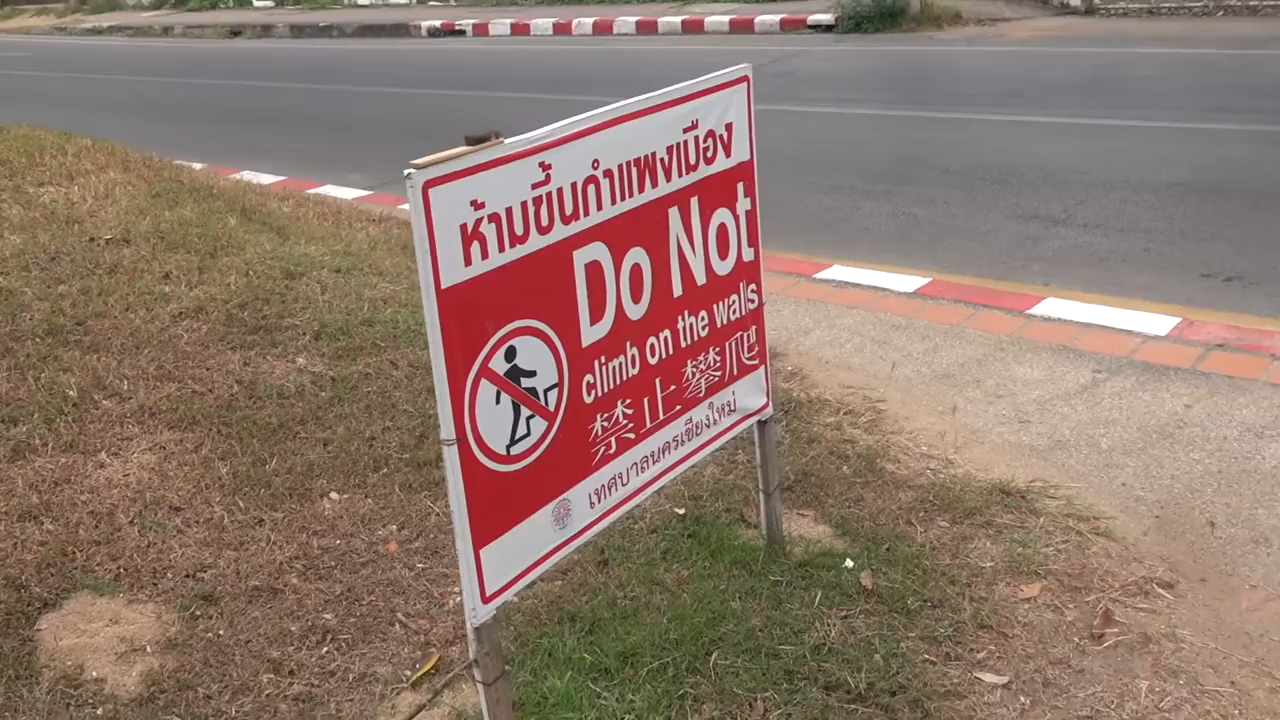 ห้ามขึ้นกำแพงเมือง
Do Not
climb on the walls
禁止攀爬
เทศบาลนครเชียงใหม่